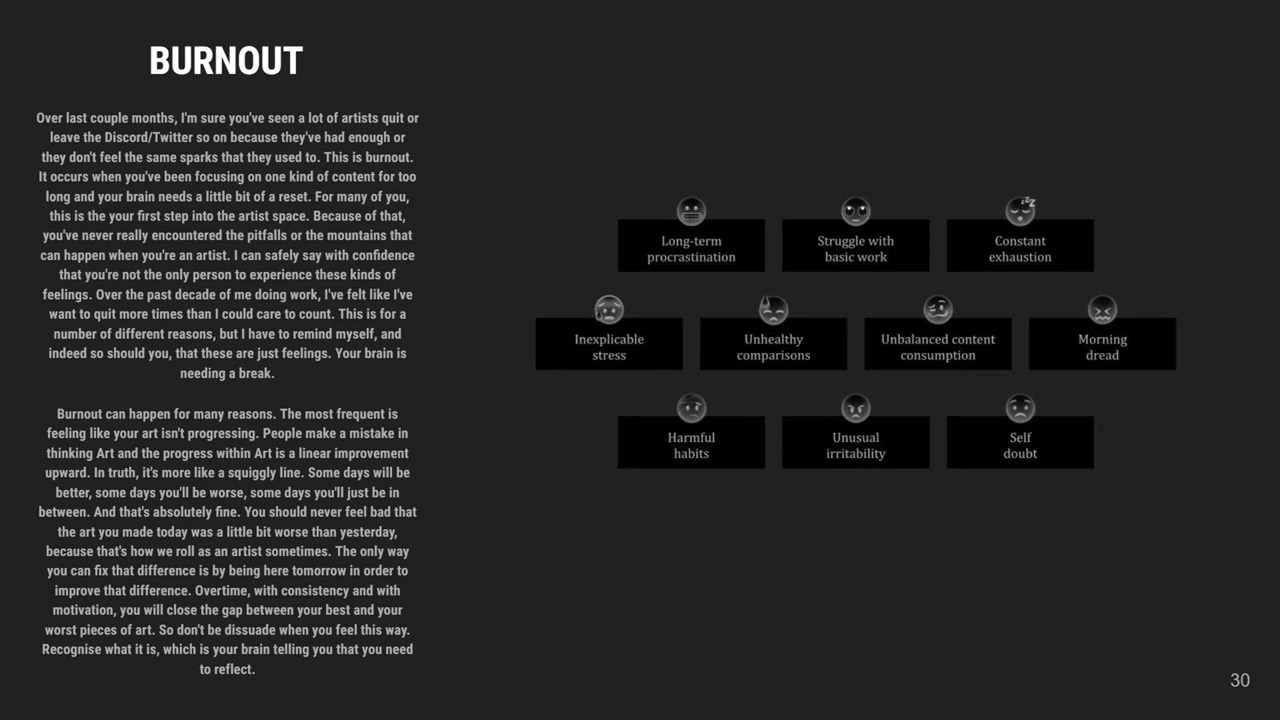 BURNOUT
Over last couple months, I'm sure you've seen a lot of artists quit or
leave the Discord/Twitter so on because they've had enough or
they don't feel the same sparks that they used to. This is burnout.
It occurs when you've been focusing on one kind of content for too
long and your brain needs a little bit of a reset. For many of you,
this is the your first step into the artist space. Because of that,
you've never really encountered the pitfalls or the mountains that
can happen when you're an artist. I can safely say with confidence
that you're not the only person to experience these kinds of
feelings. Over the past decade of me doing work, I've felt like I've
want to quit more times than I could care to count. This is for a
number of different reasons, but I have to remind myself, and
indeed so should you, that these are just feelings. Your brain is
needing a break.
Burnout can happen for many reasons. The most frequent is
feeling like your art isn't progressing. People make a mistake in
thinking Art and the progress within Art is a linear improvement
upward. In truth, it's more like a squiggly line. Some days will be
better, some days you'll be worse, some days you'll just be in
between. And that's absolutely fine. You should never feel bad that
the art you made today was a little bit worse than yesterday,
because that's how we roll as an artist sometimes. The only way
you can fix that difference is by being here tomorrow in order to
improve that difference. Overtime, with consistency and with
motivation, you will close the gap between your best and your
worst pieces of art. So don't be dissuade when you feel this way.
Recognise what it is, which is your brain telling you that you need
to reflect.
Long-term
procrastination
Struggle with
basic work
Constant
exhaustion
Inexplicable
stress
Unhealthy
comparisons
Unbalanced content
consumption
Morning
dread
Harmful
habits
Unusual
irritability
Self
doubt
30